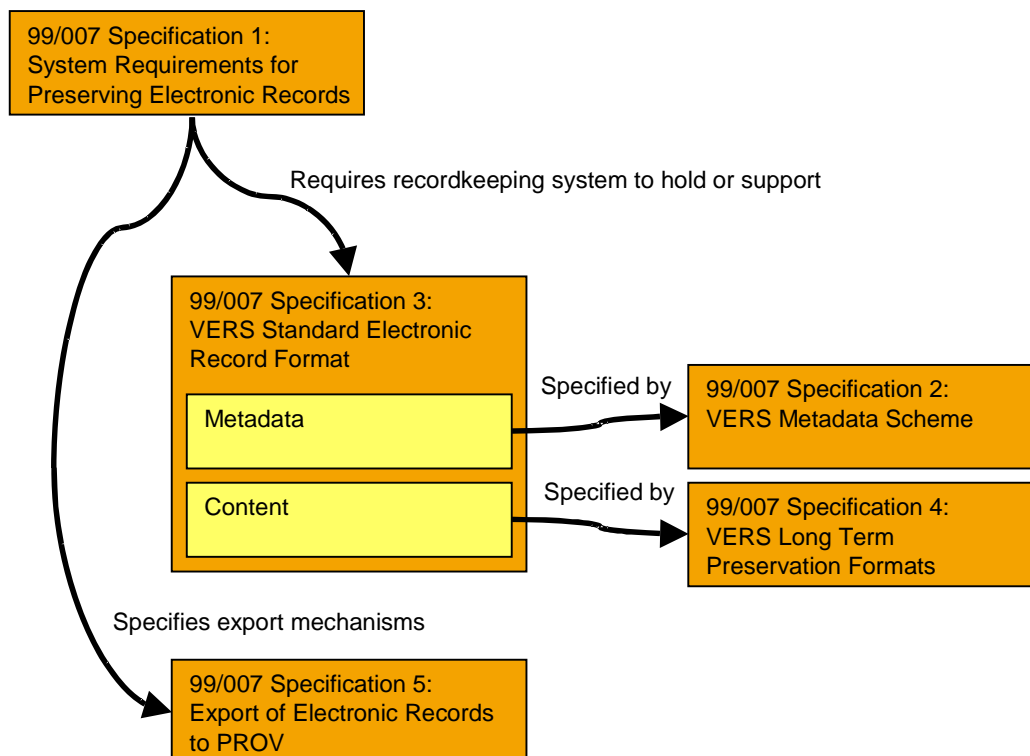 99/007 Specification 1:
System Requirements for
Preserving Electronic Records
Requires recordkeeping system to hold or support
99/007 Specification 3:
VERS Standard Electronic
Record Format
Metadata
Specified by
99/007 Specification 2:
VERS Metadata Scheme
Content
Specified by
99/007 Specification 4:
VERS Long Term
Preservation Formats
Specifies export mechanisms
99/007 Specification 5:
Export of Electronic Records
to PROV